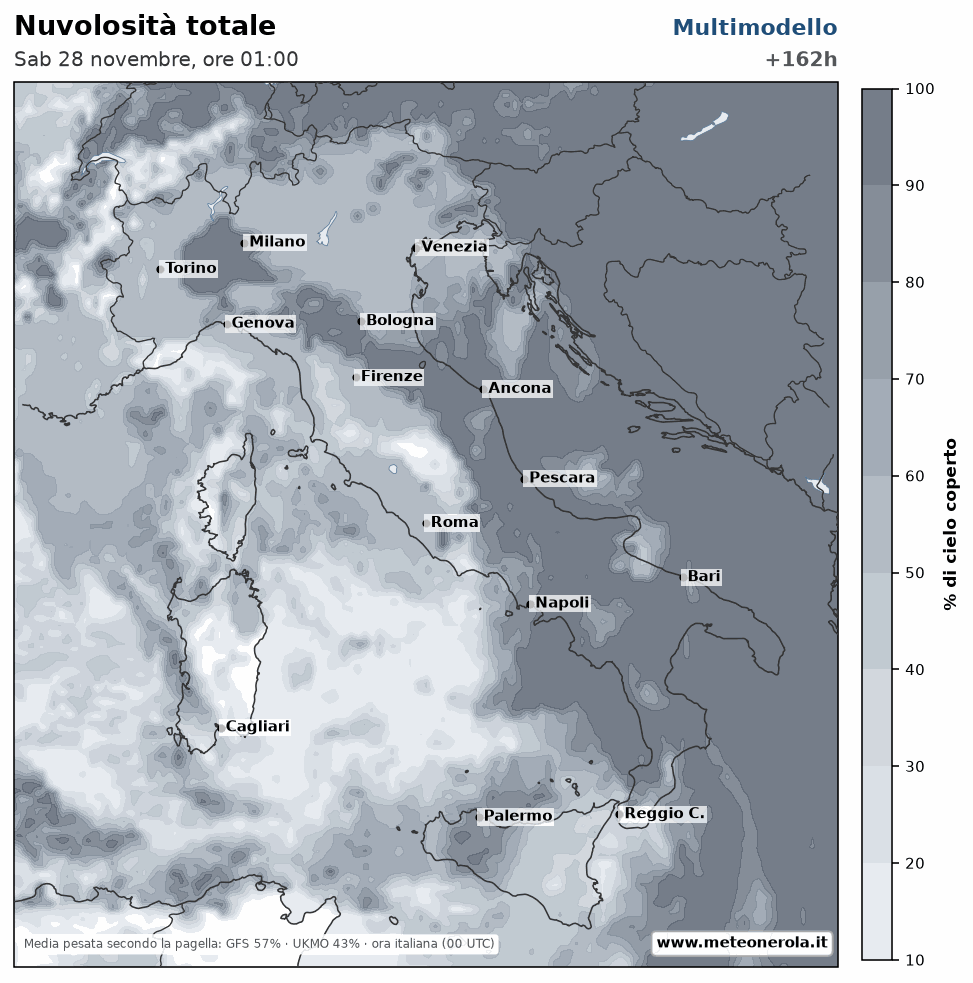 Nuvolosità totale
Multimodello
Sab 28 novembre, ore 01:00
+162h
100
90
80
70
60
50
40
30
20
10
% di cielo coperto
Milano
Venezia
Torino
Genova
Bologna
Firenze
Ancona
Pescara
Roma
Bari
Napoli
Cagliari
Palermo
Reggio C.
Media pesata secondo la pagella: GFS 57% · UKMO 43% · ora italiana (00 UTC)
www.meteonerola.it